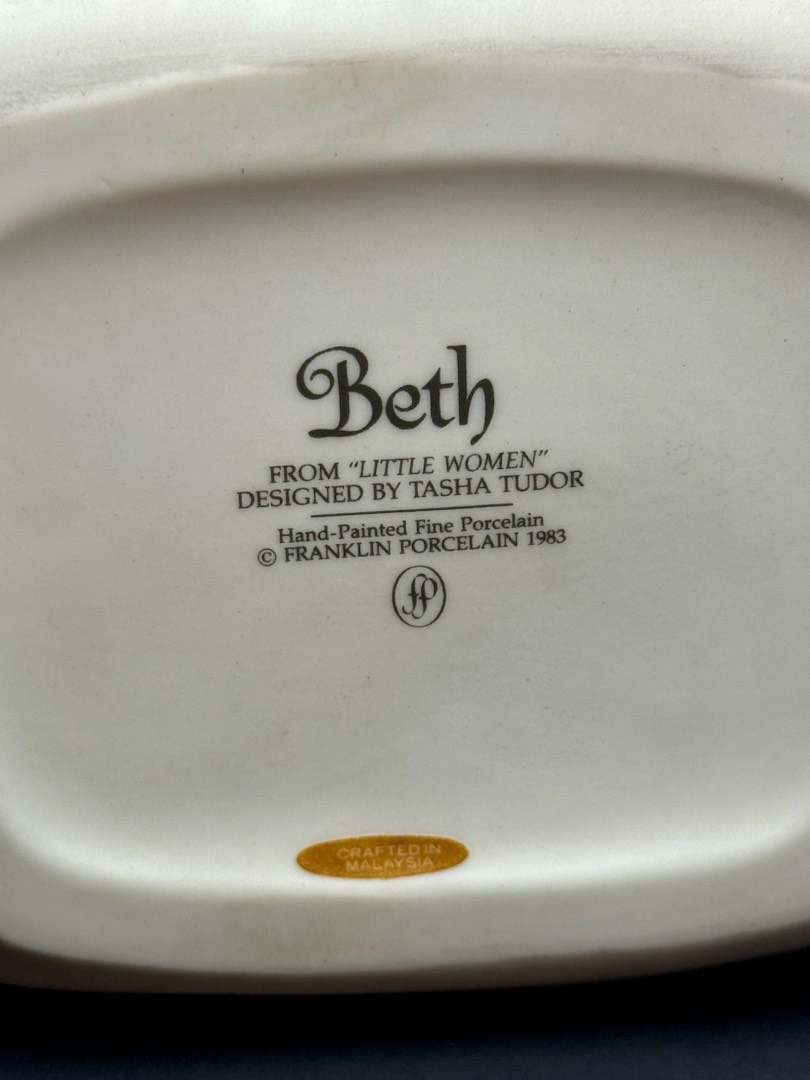 Beth
FROM "LITTLE WOMEN"
DESIGNED BY TASHA TUDOR
Hand-Painted Fine Porcelain
© FRANKLIN PORCELAIN 1983
fp
CRAFTED IN
MALAYSIA